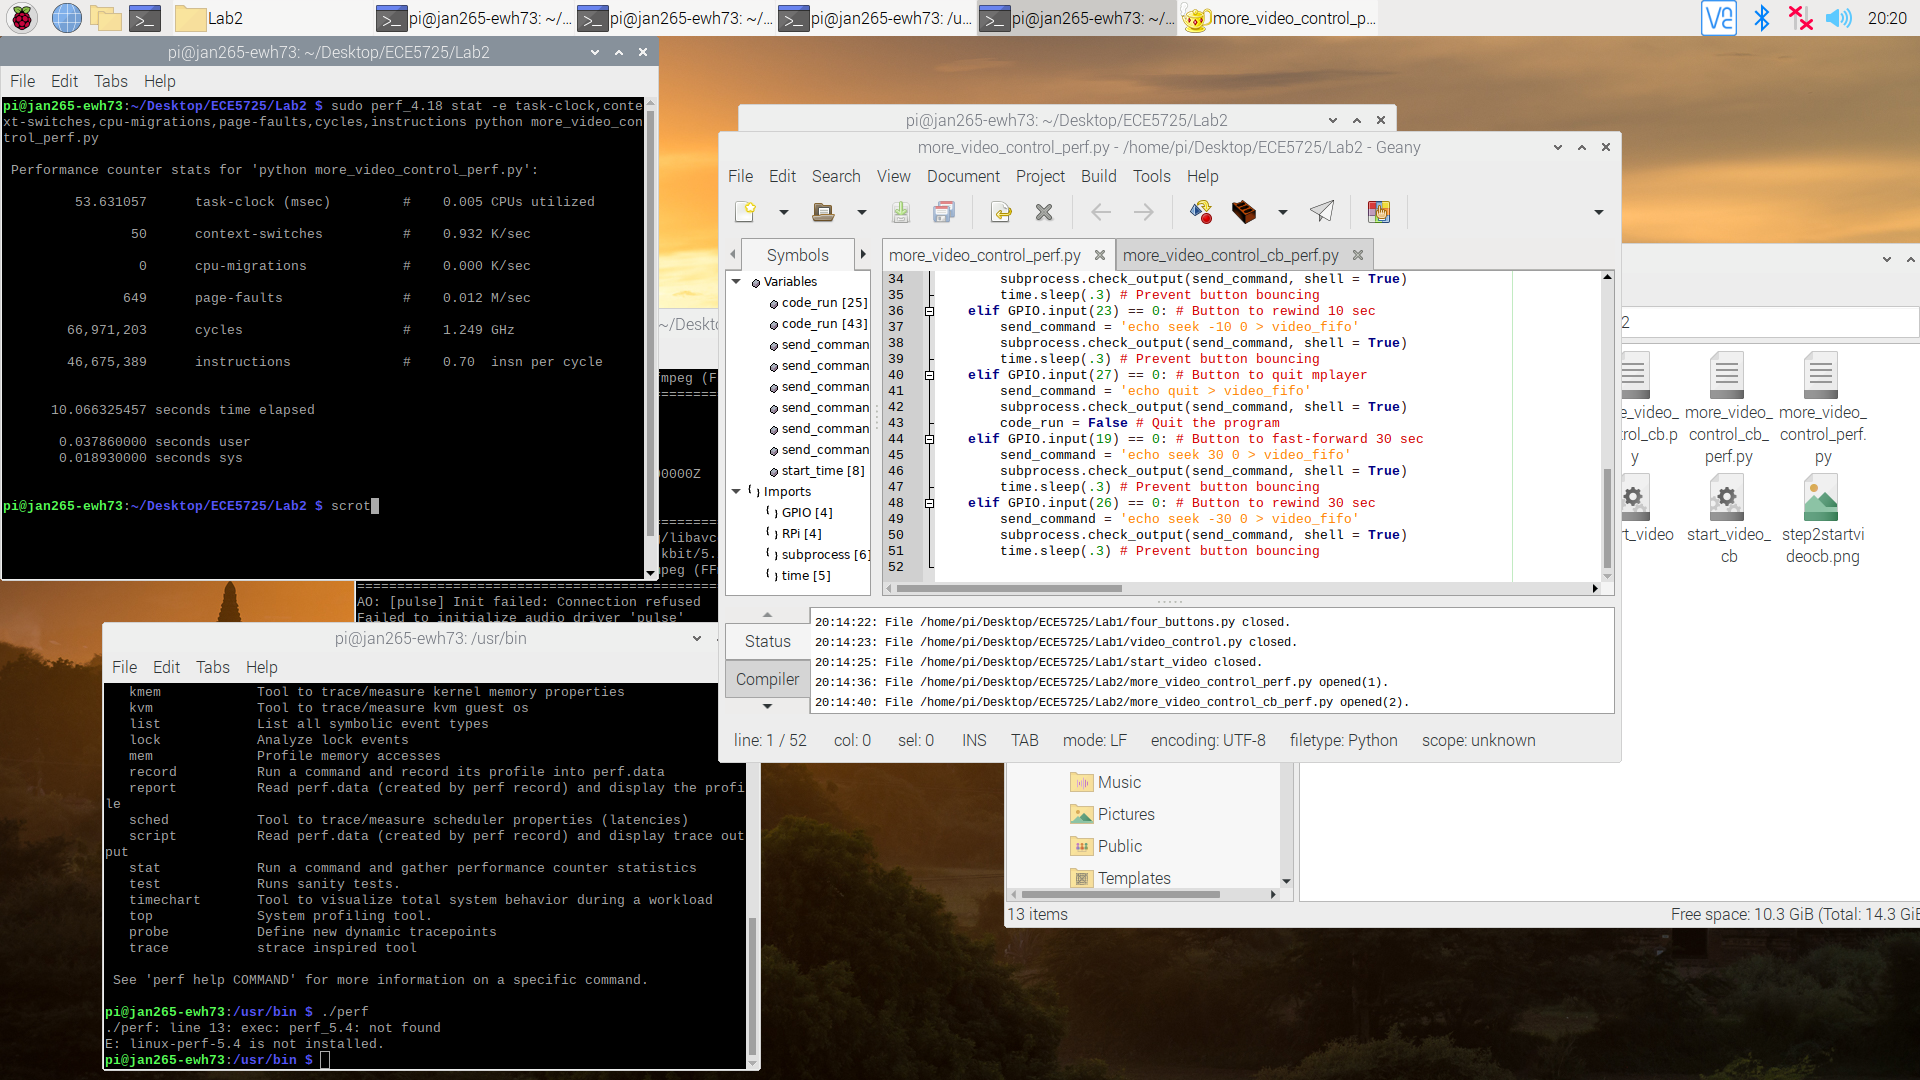 Lab2
pi@jan265-ewh73: ~/...
pi@jan265-ewh73: ~/...
pi@jan265-ewh73: /u...
pi@jan265-ewh73: ~/...
more_video_control_p...
20:20
pi@jan265-ewh73: ~/Desktop/ECE5725/Lab2
File Edit Tabs Help
pi@jan265-ewh73:~/Desktop/ECE5725/Lab2 $ sudo perf_4.18 stat -e task-clock,conte
xt-switches,cpu-migrations,page-faults,cycles,instructions python more_video_con
trol_perf.py
Performance counter stats for 'python more_video_control_perf.py':
53.631057 task-clock (msec) # 0.005 CPUs utilized
50 context-switches # 0.932 K/sec
0 cpu-migrations # 0.000 K/sec
649 page-faults # 0.012 M/sec
66,971,203 cycles # 1.249 GHz
46,675,389 instructions # 0.70 insn per cycle
10.066325457 seconds time elapsed
0.037860000 seconds user
0.018930000 seconds sys
pi@jan265-ewh73:~/Desktop/ECE5725/Lab2 $ scrot
pi@jan265-ewh73: ~/Desktop/ECE5725/Lab2
more_video_control_perf.py - /home/pi/Desktop/ECE5725/Lab2 - Geany
File Edit Search View Document Project Build Tools Help
Symbols
more_video_control_perf.py
more_video_control_cb_perf.py
Variables
code_run [25]
code_run [43]
send_comman
send_comman
send_comman
send_comman
send_comman
send_comman
start_time [8]
Imports
GPIO [4]
RPi [4]
subprocess [6]
time [5]
34 subprocess.check_output(send_command, shell = True)
35 time.sleep(.3) # Prevent button bouncing
36 elif GPIO.input(23) == 0: # Button to rewind 10 sec
37 send_command = 'echo seek -10 0 > video_fifo'
38 subprocess.check_output(send_command, shell = True)
39 time.sleep(.3) # Prevent button bouncing
40 elif GPIO.input(27) == 0: # Button to quit mplayer
41 send_command = 'echo quit > video_fifo'
42 subprocess.check_output(send_command, shell = True)
43 code_run = False # Quit the program
44 elif GPIO.input(19) == 0: # Button to fast-forward 30 sec
45 send_command = 'echo seek 30 0 > video_fifo'
46 subprocess.check_output(send_command, shell = True)
47 time.sleep(.3) # Prevent button bouncing
48 elif GPIO.input(26) == 0: # Button to rewind 30 sec
49 send_command = 'echo seek -30 0 > video_fifo'
50 subprocess.check_output(send_command, shell = True)
51 time.sleep(.3) # Prevent button bouncing
52
Status
Compiler
20:14:22: File /home/pi/Desktop/ECE5725/Lab1/four_buttons.py closed.
20:14:23: File /home/pi/Desktop/ECE5725/Lab1/video_control.py closed.
20:14:25: File /home/pi/Desktop/ECE5725/Lab1/start_video closed.
20:14:36: File /home/pi/Desktop/ECE5725/Lab2/more_video_control_perf.py opened(1).
20:14:40: File /home/pi/Desktop/ECE5725/Lab2/more_video_control_cb_perf.py opened(2).
line: 1 / 52 col: 0 sel: 0 INS TAB mode: LF encoding: UTF-8 filetype: Python scope: unknown
~/Deskto
mpeg (F
00000Z
g/libavc
kbit/5.
mpeg (FF
AO: [pulse] Init failed: Connection refused
Failed to initialize audio driver 'pulse'
pi@jan265-ewh73: /usr/bin
File Edit Tabs Help
kmem Tool to trace/measure kernel memory properties
kvm Tool to trace/measure kvm guest os
list List all symbolic event types
lock Analyze lock events
mem Profile memory accesses
record Run a command and record its profile into perf.data
report Read perf.data (created by perf record) and display the profi
le
sched Tool to trace/measure scheduler properties (latencies)
script Read perf.data (created by perf record) and display trace out
put
stat Run a command and gather performance counter statistics
test Runs sanity tests.
timechart Tool to visualize total system behavior during a workload
top System profiling tool.
probe Define new dynamic tracepoints
trace strace inspired tool
See 'perf help COMMAND' for more information on a specific command.
pi@jan265-ewh73:/usr/bin $ ./perf
./perf: line 13: exec: perf_5.4: not found
E: linux-perf-5.4 is not installed.
pi@jan265-ewh73:/usr/bin $
2
e_video_
rol_cb.p
y
more_video_
control_cb_
perf.py
more_video_
control_perf.
py
rt_video
start_video_
cb
step2startvi
deocb.png
Music
Pictures
Public
Templates
13 items
Free space: 10.3 GiB (Total: 14.3 GiB